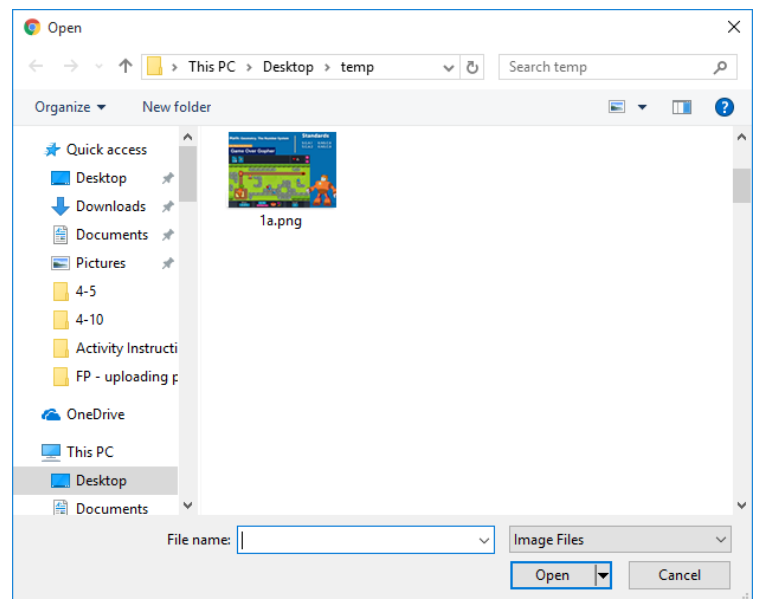 Open
This PC > Desktop > temp
Search temp
Organize
New folder
Quick access
Desktop
Downloads
Documents
Pictures
4-5
4-10
Activity Instructi
FP - uploading p
OneDrive
This PC
Desktop
Documents
Standards
Game Over Gopher
1a.png
File name:
Image Files
Open
Cancel